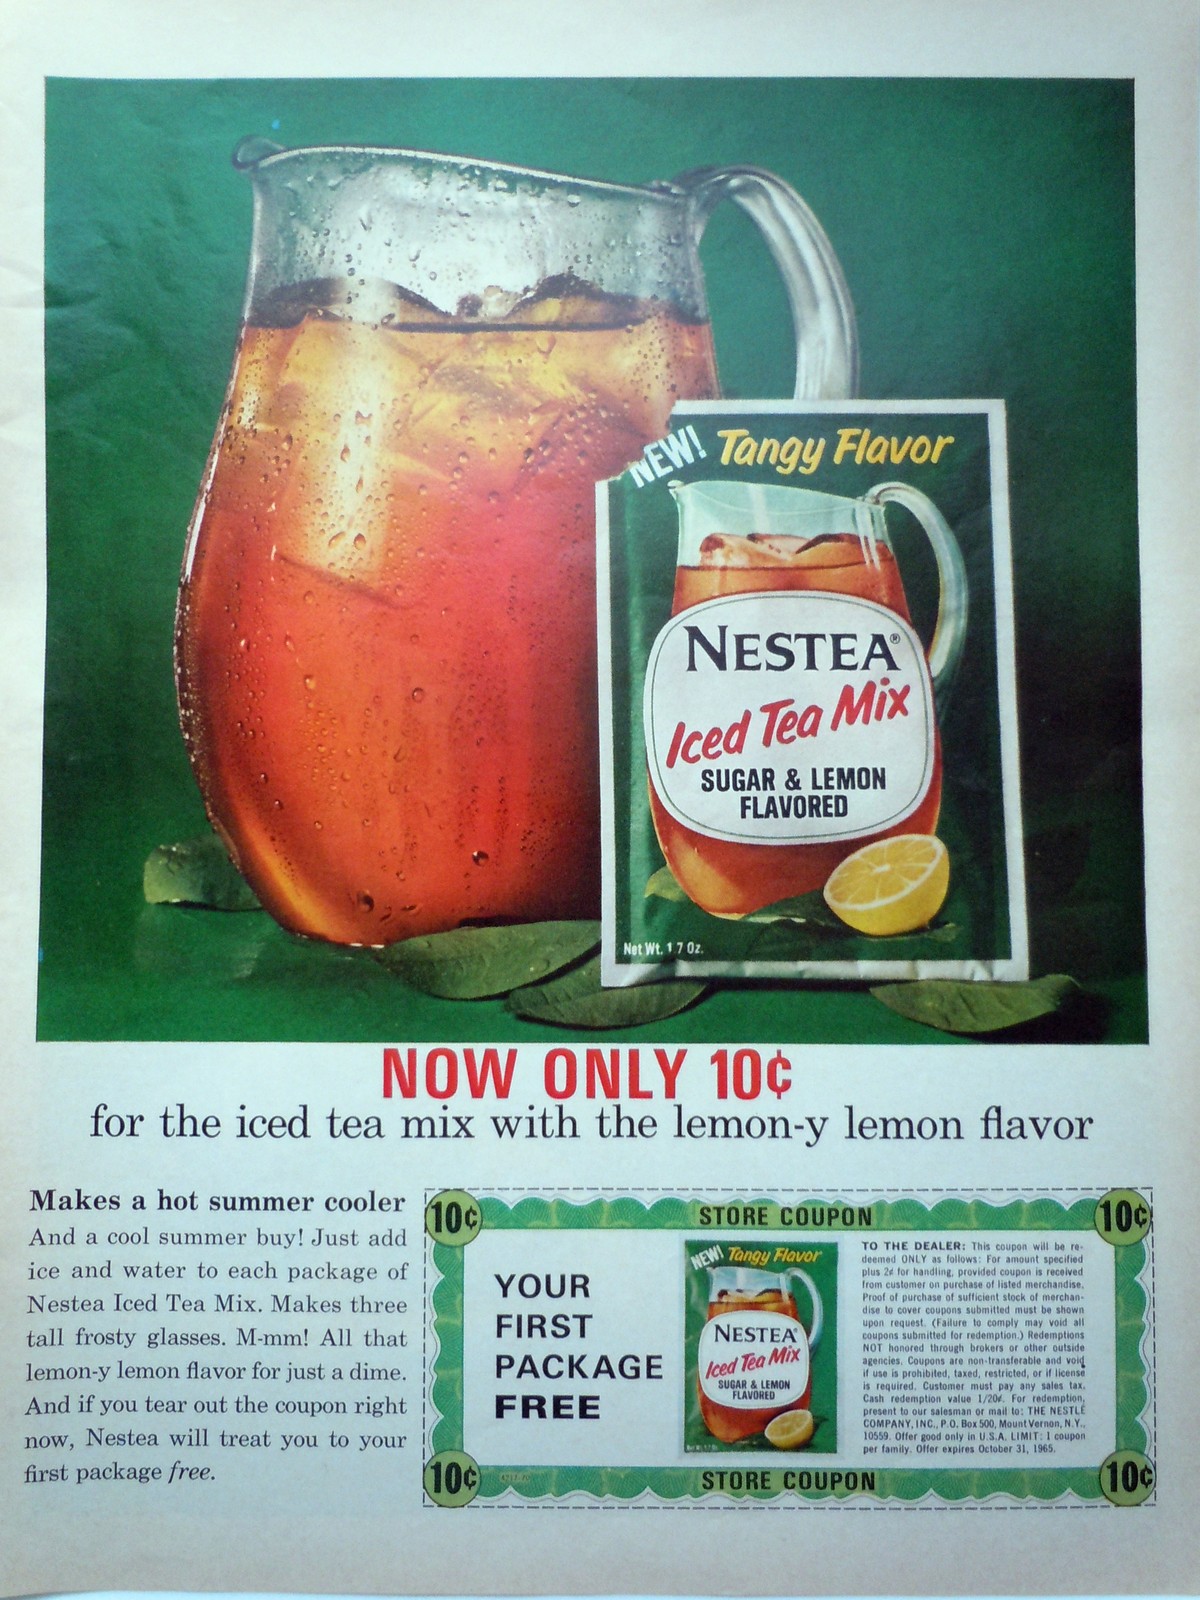 NEW! Tangy Flavor
NESTEA®
Iced Tea Mix
SUGAR & LEMON
FLAVORED
Net Wt. 1.7 Oz.
NOW ONLY 10¢
for the iced tea mix with the lemon-y lemon flavor
Makes a hot summer cooler
And a cool summer buy! Just add
ice and water to each package of
Nestea Iced Tea Mix. Makes three
tall frosty glasses. M-mm! All that
lemon-y lemon flavor for just a dime.
And if you tear out the coupon right
now, Nestea will treat you to your
first package free.
10¢ STORE COUPON 10¢
YOUR
FIRST
PACKAGE
FREE
NEW! Tangy Flavor
NESTEA®
Iced Tea Mix
SUGAR & LEMON
FLAVORED
TO THE DEALER: This coupon will be re-
deemed ONLY as follows: For amount specified
plus 2¢ for handling, provided coupon is received
from customer on purchase of listed merchandise.
Proof of purchase of sufficient stock of merchan-
dise to cover coupons submitted must be shown
upon request. (Failure to comply may void all
coupons submitted for redemption.) Redemptions
NOT honored through brokers or other outside
agencies. Coupons are non-transferable and void
if use is prohibited, taxed, restricted, or if license
is required. Customer must pay any sales tax.
Cash redemption value 1/20¢. For redemption,
present to our salesman or mail to: THE NESTLÉ
COMPANY, INC., P.O. Box 500, Mount Vernon, N.Y.,
10559. Offer good only in U.S.A. LIMIT: 1 coupon
per family. Offer expires October 31, 1965.
10¢ STORE COUPON 10¢